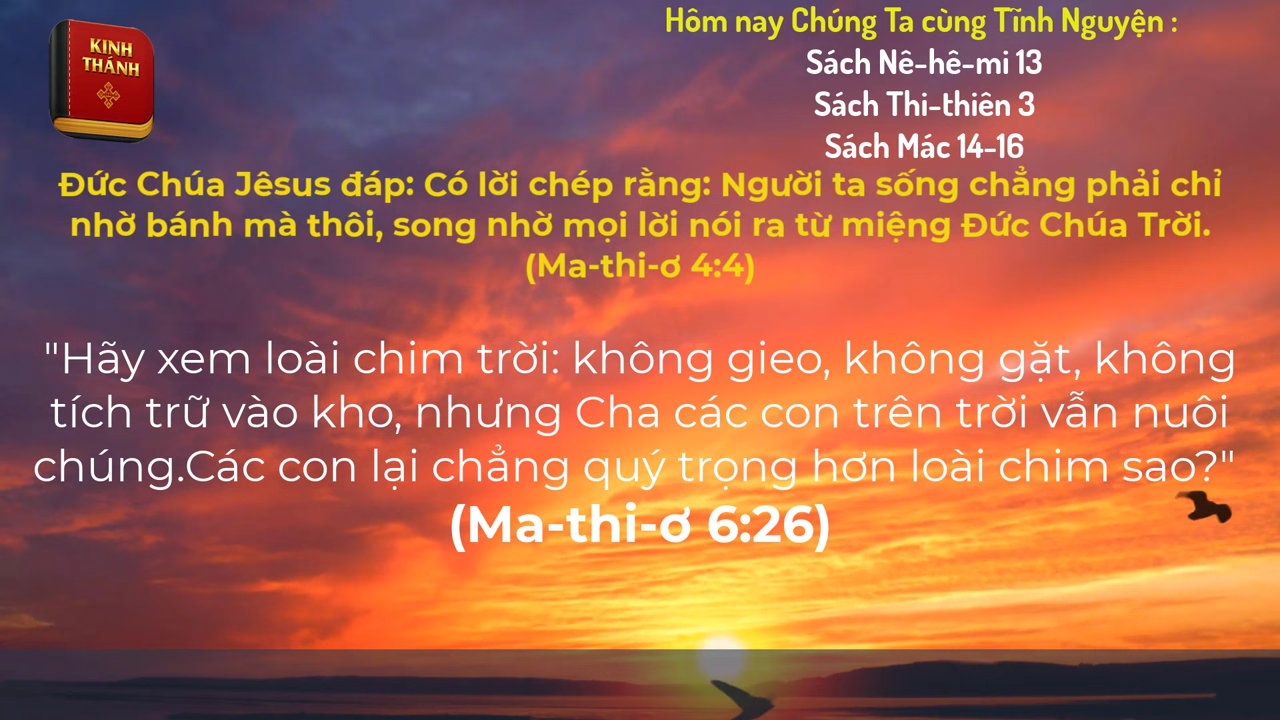 KINH
THÁNH
Hôm nay Chúng Ta cùng Tĩnh Nguyện :
Sách Nê-hê-mi 13
Sách Thi-thiên 3
Sách Mác 14-16
Đức Chúa Jêsus đáp: Có lời chép rằng: Người ta sống chẳng phải chỉ
nhờ bánh mà thôi, song nhờ mọi lời nói ra từ miệng Đức Chúa Trời.
(Ma-thi-ơ 4:4)
"Hãy xem loài chim trời: không gieo, không gặt, không
tích trữ vào kho, nhưng Cha các con trên trời vẫn nuôi
chúng.Các con lại chẳng quý trọng hơn loài chim sao?"
(Ma-thi-ơ 6:26)